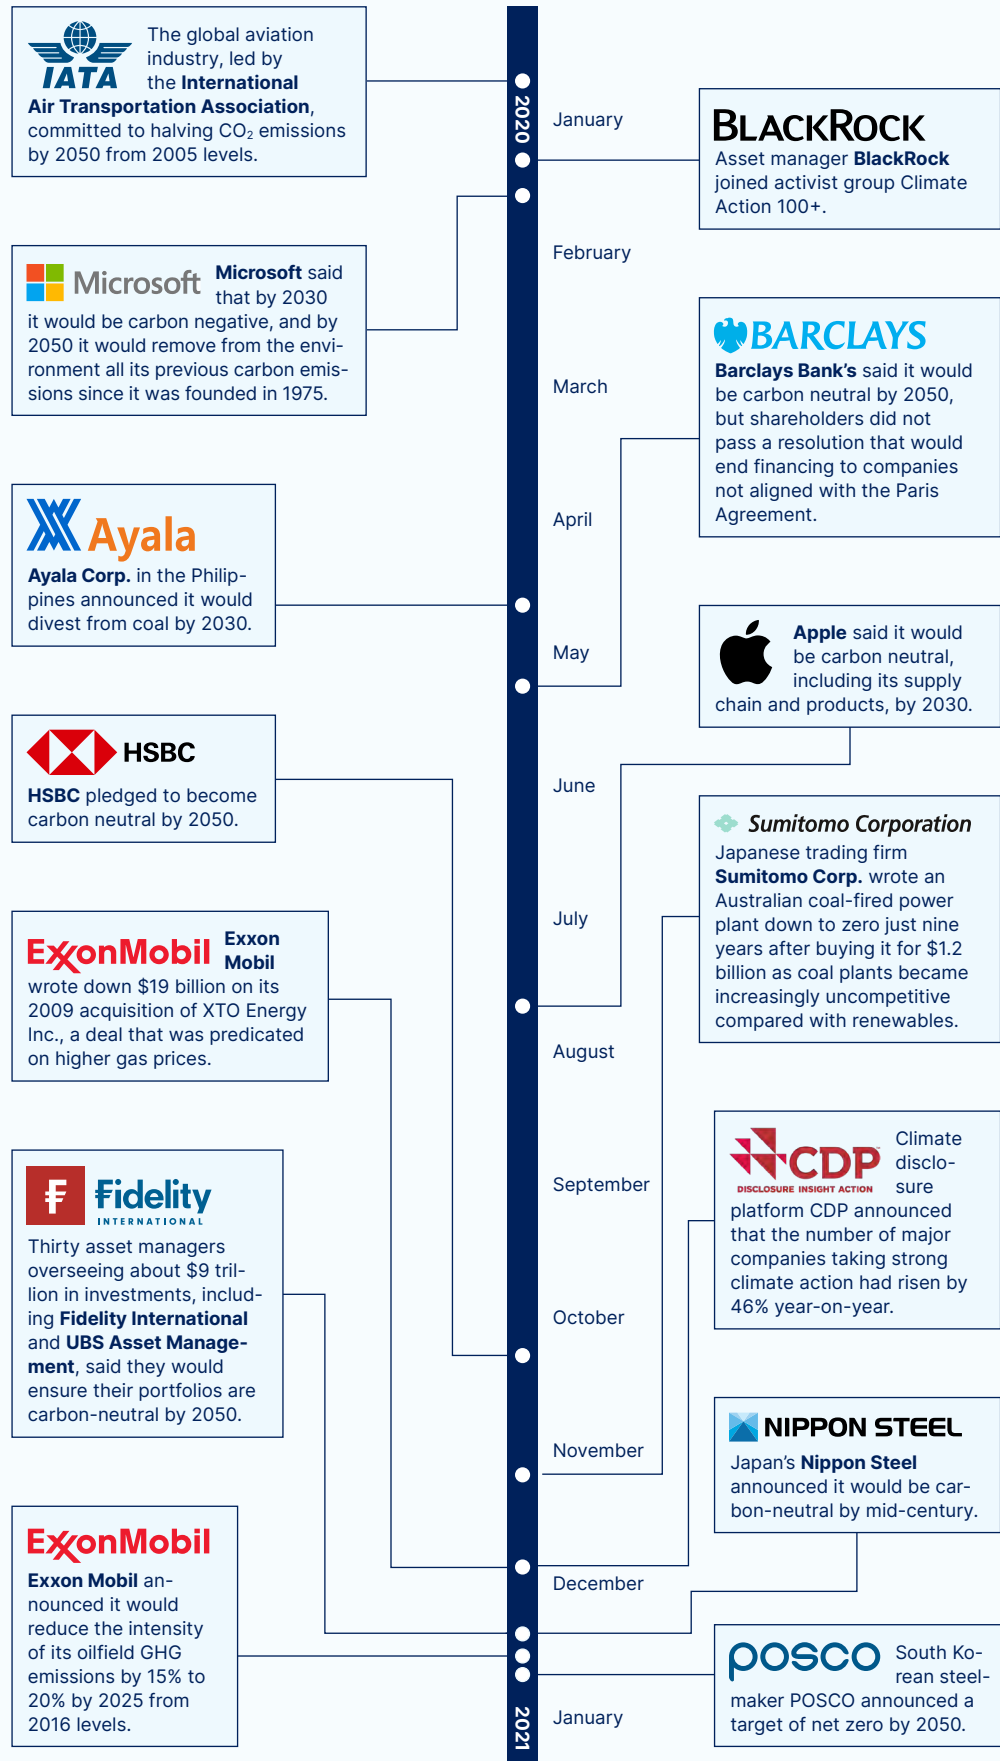 IATA
The global aviation
industry, led by
the International
Air Transportation Association,
committed to halving CO₂ emissions
by 2050 from 2005 levels.
2020
January
BLACKROCK
Asset manager BlackRock
joined activist group Climate
Action 100+.
February
Microsoft
Microsoft said
that by 2030
it would be carbon negative, and by
2050 it would remove from the envi-
ronment all its previous carbon emis-
sions since it was founded in 1975.
BARCLAYS
Barclays Bank's said it would
be carbon neutral by 2050,
but shareholders did not
pass a resolution that would
end financing to companies
not aligned with the Paris
Agreement.
March
April
Ayala
Ayala Corp. in the Philip-
pines announced it would
divest from coal by 2030.
May
Apple said it would
be carbon neutral,
including its supply
chain and products, by 2030.
HSBC
HSBC pledged to become
carbon neutral by 2050.
June
Sumitomo Corporation
Japanese trading firm
Sumitomo Corp. wrote an
Australian coal-fired power
plant down to zero just nine
years after buying it for $1.2
billion as coal plants became
increasingly uncompetitive
compared with renewables.
July
ExxonMobil
Exxon
Mobil
wrote down $19 billion on its
2009 acquisition of XTO Energy
Inc., a deal that was predicated
on higher gas prices.
August
CDP
DISCLOSURE INSIGHT ACTION
Climate
disclo-
sure
platform CDP announced
that the number of major
companies taking strong
climate action had risen by
46% year-on-year.
September
Fidelity
INTERNATIONAL
Thirty asset managers
overseeing about $9 tril-
lion in investments, includ-
ing Fidelity International
and UBS Asset Manage-
ment, said they would
ensure their portfolios are
carbon-neutral by 2050.
October
NIPPON STEEL
Japan's Nippon Steel
announced it would be car-
bon-neutral by mid-century.
November
ExxonMobil
Exxon Mobil an-
nounced it would
reduce the intensity
of its oilfield GHG
emissions by 15% to
20% by 2025 from
2016 levels.
December
posco
South Ko-
rean steel-
maker POSCO announced a
target of net zero by 2050.
2021
January